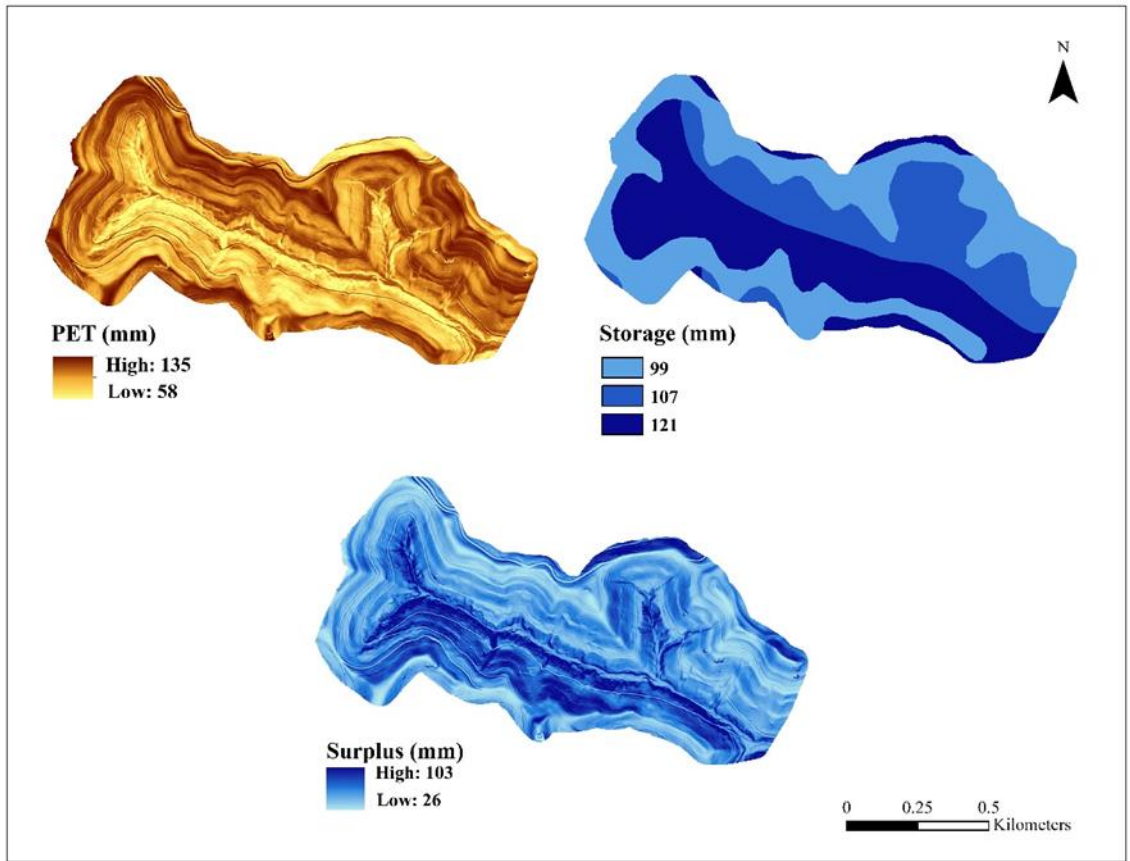 N
PET (mm)
High: 135
Low: 58
Storage (mm)
99
107
121
Surplus (mm)
High: 103
Low: 26
0 0.25 0.5
Kilometers